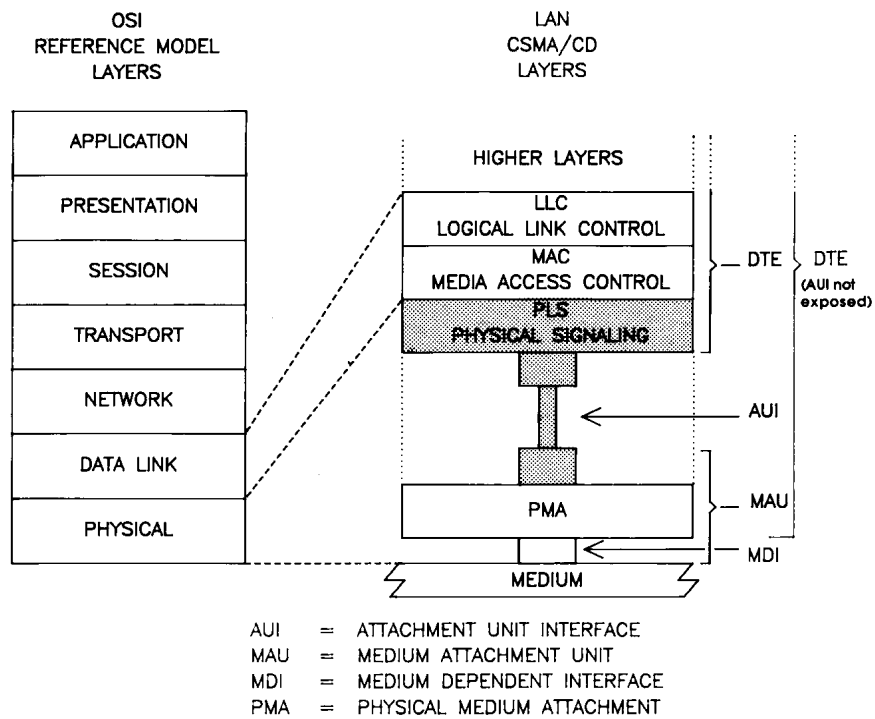 OSI
REFERENCE MODEL
LAYERS
LAN
CSMA/CD
LAYERS
APPLICATION
PRESENTATION
SESSION
TRANSPORT
NETWORK
DATA LINK
PHYSICAL
HIGHER LAYERS
LLC
LOGICAL LINK CONTROL
MAC
MEDIA ACCESS CONTROL
PLS
PHYSICAL SIGNALING
PMA
MEDIUM
DTE
DTE
(AUI not
exposed)
AUI
MAU
MDI
AUI = ATTACHMENT UNIT INTERFACE
MAU = MEDIUM ATTACHMENT UNIT
MDI = MEDIUM DEPENDENT INTERFACE
PMA = PHYSICAL MEDIUM ATTACHMENT